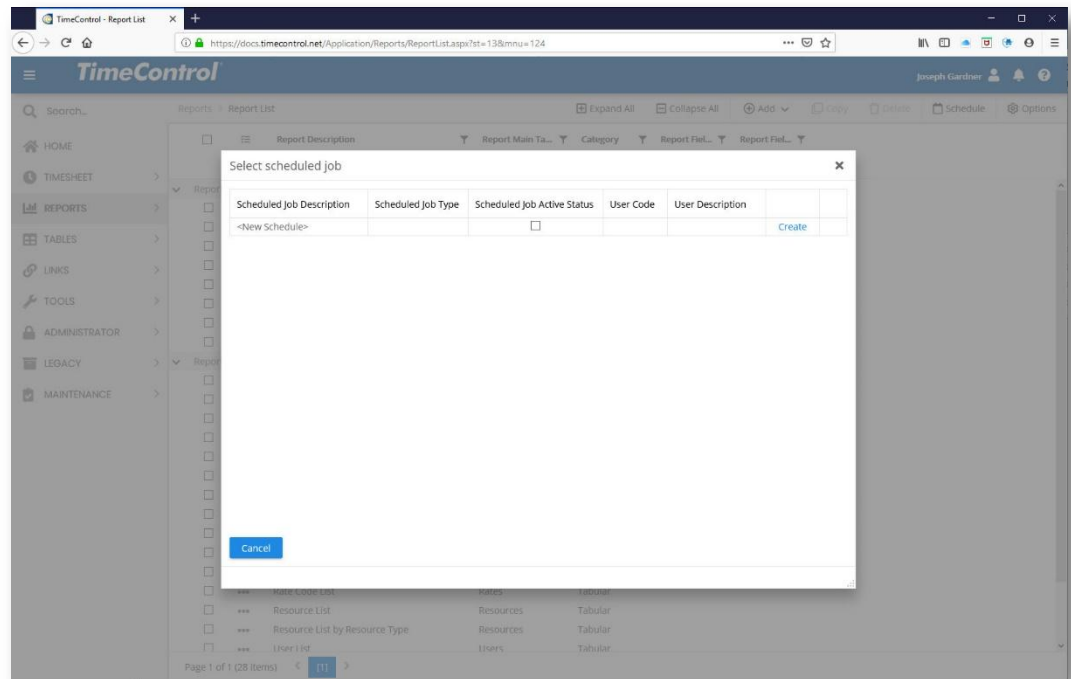 TimeControl - Report List
https://docs.timecontrol.net/Application/Reports/ReportList.aspx?st=138&mnu=124
TimeControl
Joseph Gardner
Search...
Reports > Report List
Expand All
Collapse All
Add
Copy
Delete
Schedule
Options
HOME
TIMESHEET
REPORTS
TABLES
LINKS
TOOLS
ADMINISTRATOR
LEGACY
MAINTENANCE
Report Description
Report Main Ta...
Category
Report Fiel...
Report Fiel...
Select scheduled job
Scheduled Job Description Scheduled Job Type Scheduled Job Active Status User Code User Description
<New Schedule> Create
Cancel
Rate Code List Rates Tabular
Resource List Resources Tabular
Resource List by Resource Type Resources Tabular
User List Users Tabular
Page 1 of 1 (28 items) [1]